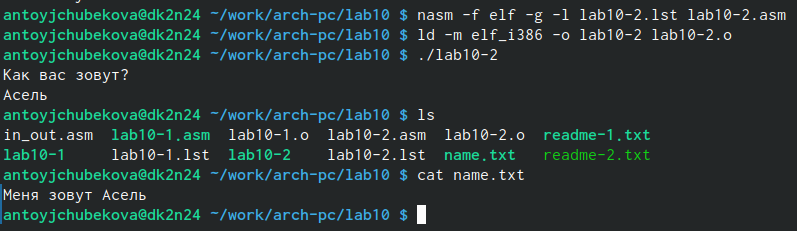 antoyjchubekova@dk2n24 ~/work/arch-pc/lab10 $ nasm -f elf -g -l lab10-2.lst lab10-2.asm
antoyjchubekova@dk2n24 ~/work/arch-pc/lab10 $ ld -m elf_i386 -o lab10-2 lab10-2.o
antoyjchubekova@dk2n24 ~/work/arch-pc/lab10 $ ./lab10-2
Как вас зовут?
Асель
antoyjchubekova@dk2n24 ~/work/arch-pc/lab10 $ ls
in_out.asm lab10-1.asm lab10-1.o lab10-2.asm lab10-2.o readme-1.txt
lab10-1 lab10-1.lst lab10-2 lab10-2.lst name.txt readme-2.txt
antoyjchubekova@dk2n24 ~/work/arch-pc/lab10 $ cat name.txt
Меня зовут Асель
antoyjchubekova@dk2n24 ~/work/arch-pc/lab10 $